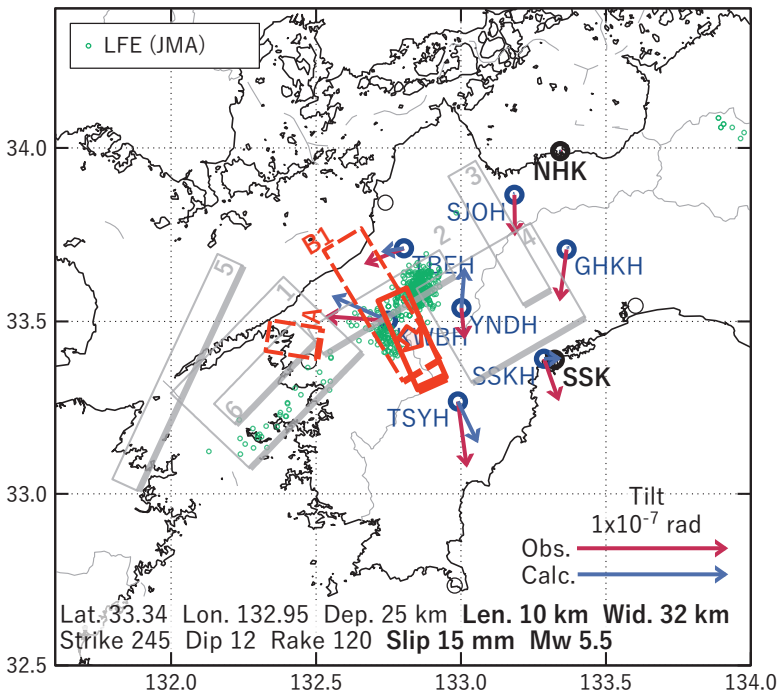 LFE (JMA)
34.0
33.5
33.0
32.5
132.0
132.5
133.0
133.5
134.0
NHK
SJOH
3
4
GHKH
B1
2
TBEH
5
1
A
KWBH
YNDH
SSKH
SSK
6
TSYH
Tilt
1x10-7 rad
Obs.
Calc.
Lat. 33.34 Lon. 132.95 Dep. 25 km Len. 10 km Wid. 32 km
Strike 245 Dip 12 Rake 120 Slip 15 mm Mw 5.5